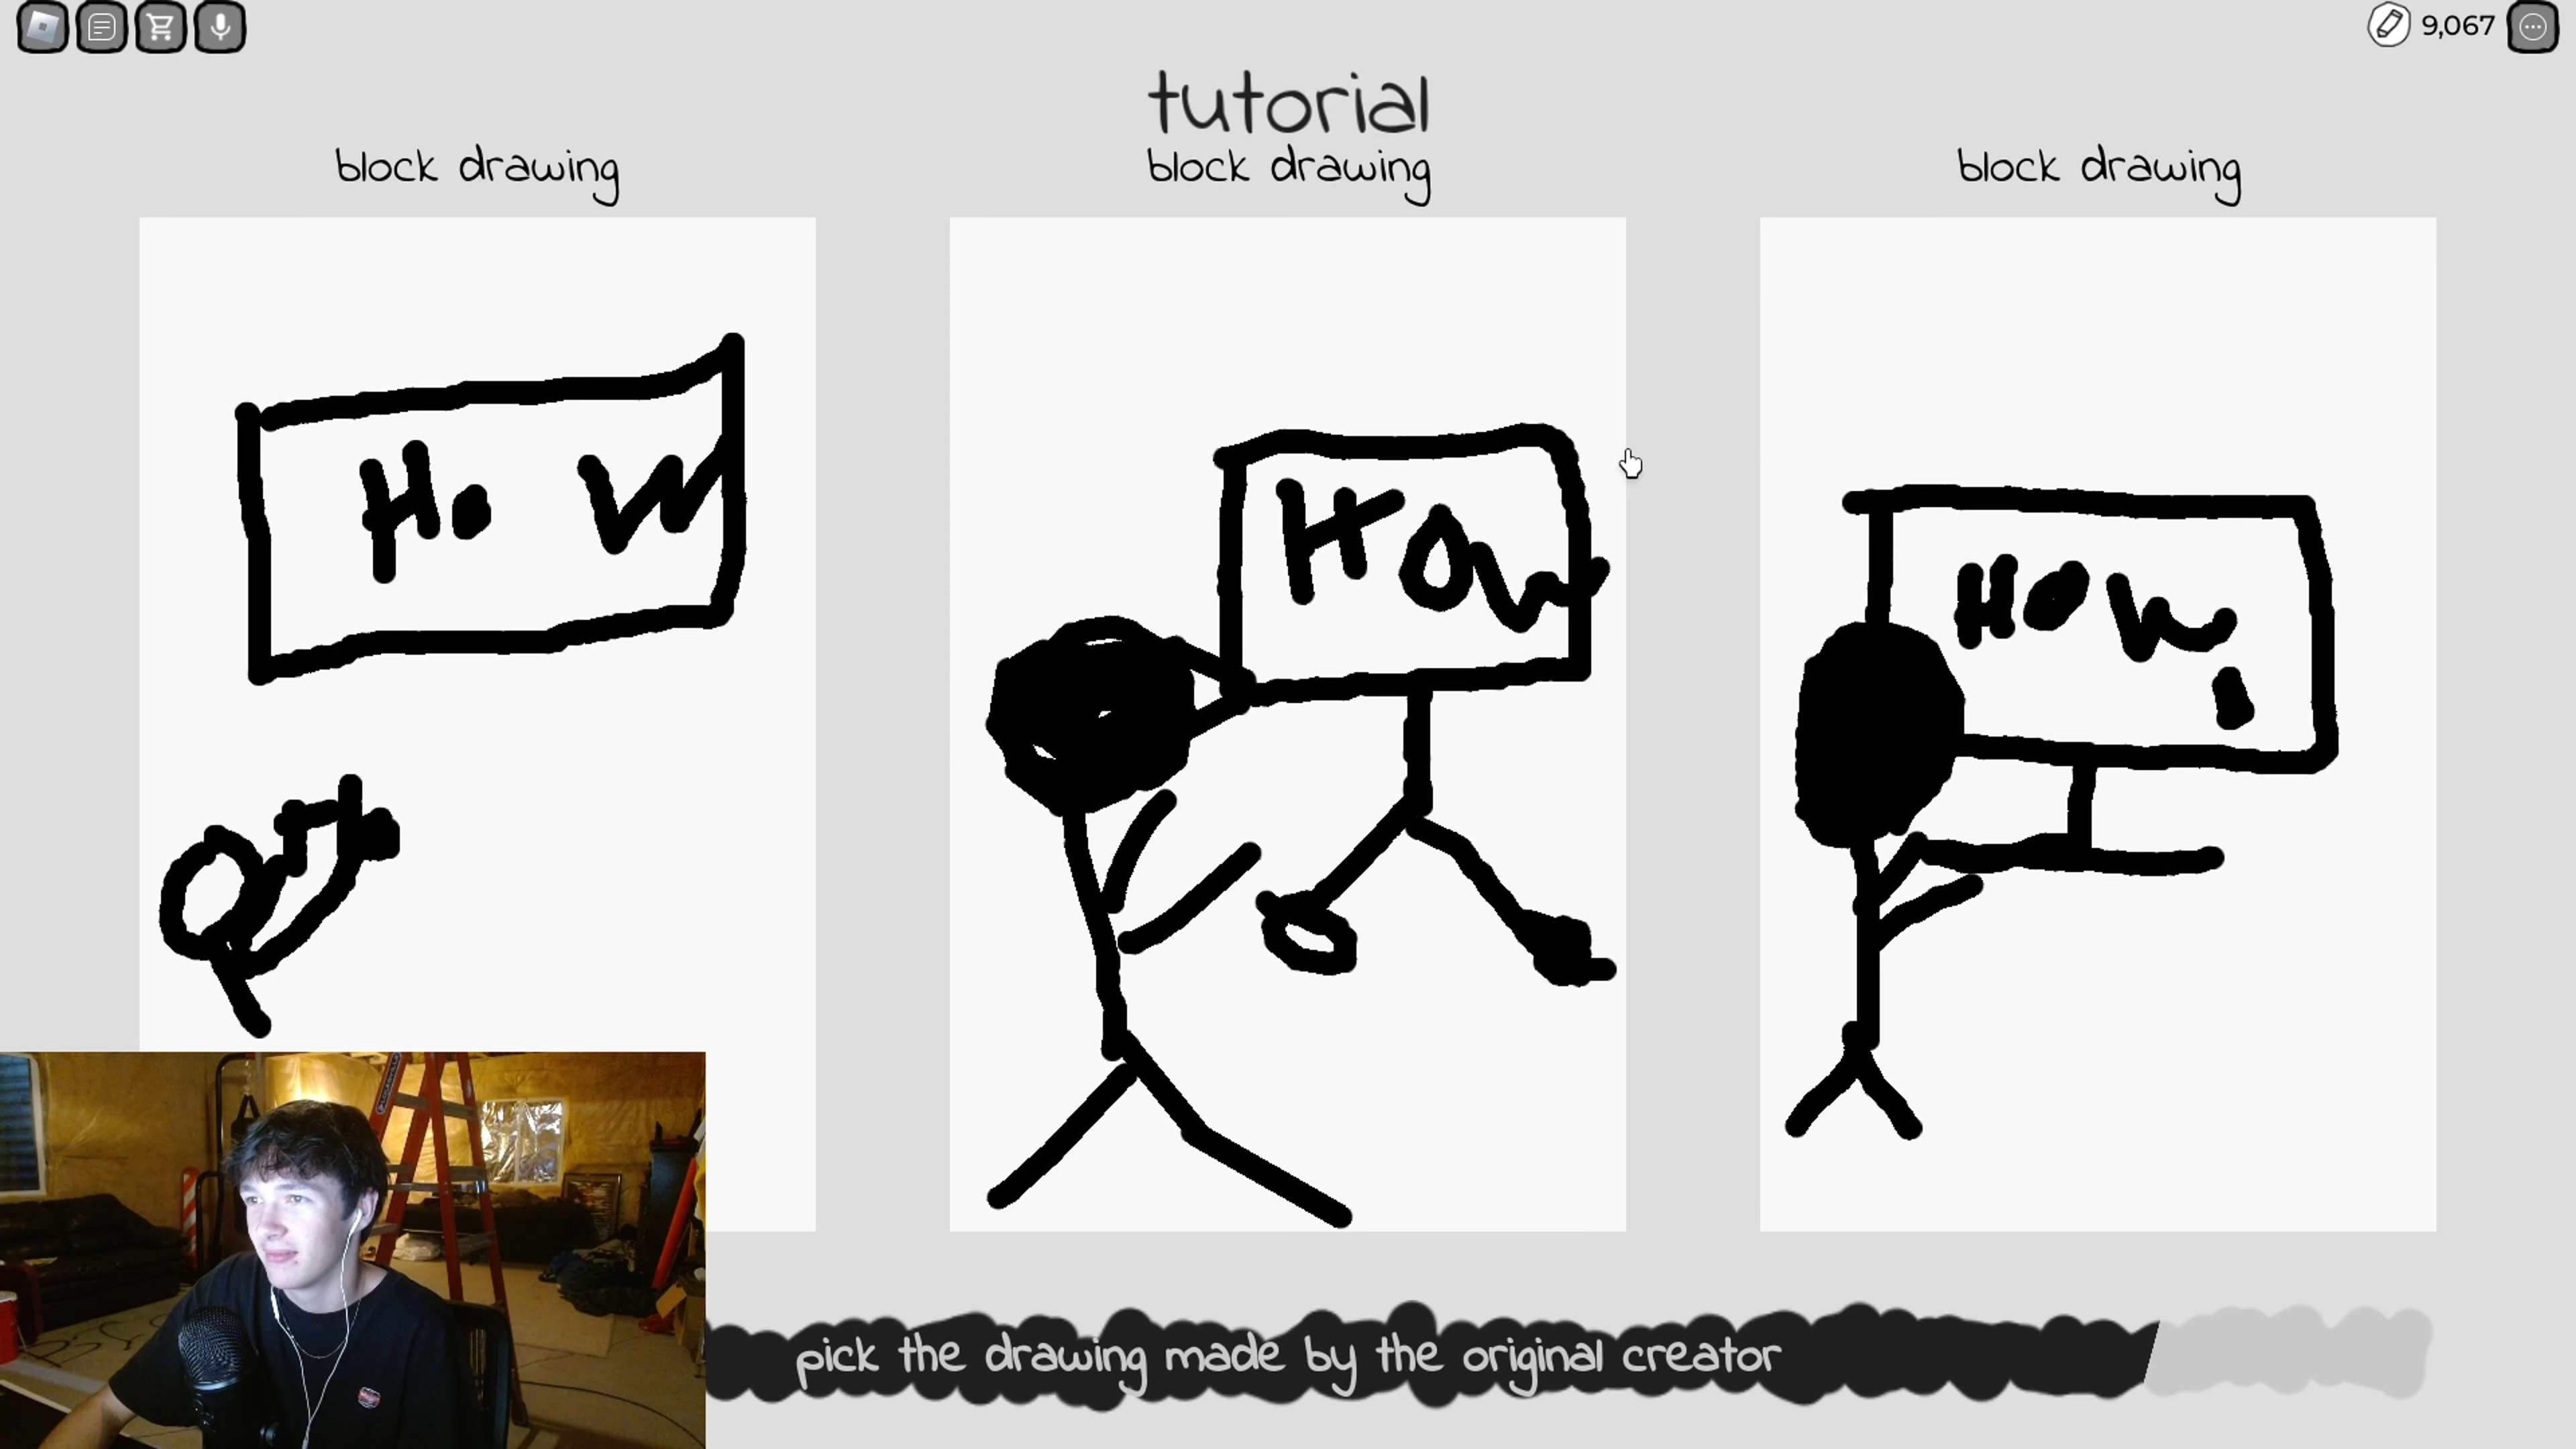 9,067
tutorial
block drawing
block drawing
block drawing
Ho W
How
How
pick the drawing made by the original creator